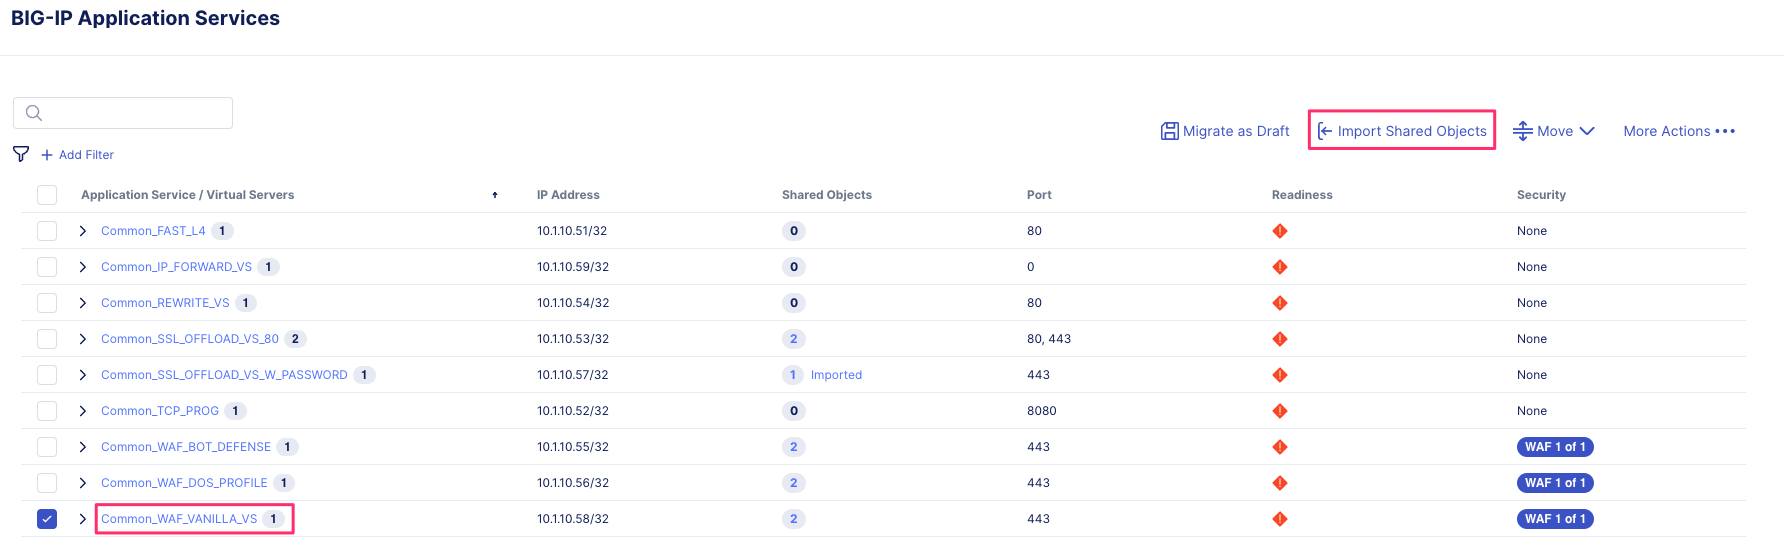 BIG-IP Application Services
Migrate as Draft Import Shared Objects Move More Actions
Add Filter
Application Service / Virtual Servers IP Address Shared Objects Port Readiness Security
Common_FAST_L4 1 10.1.10.51/32 0 80 None
Common_IP_FORWARD_VS 1 10.1.10.59/32 0 0 None
Common_REWRITE_VS 1 10.1.10.54/32 0 80 None
Common_SSL_OFFLOAD_VS_80 2 10.1.10.53/32 2 80, 443 None
Common_SSL_OFFLOAD_VS_W_PASSWORD 1 10.1.10.57/32 1 Imported 443 None
Common_TCP_PROG 1 10.1.10.52/32 0 8080 None
Common_WAF_BOT_DEFENSE 1 10.1.10.55/32 2 443 WAF 1 of 1
Common_WAF_DOS_PROFILE 1 10.1.10.56/32 2 443 WAF 1 of 1
Common_WAF_VANILLA_VS 1 10.1.10.58/32 2 443 WAF 1 of 1